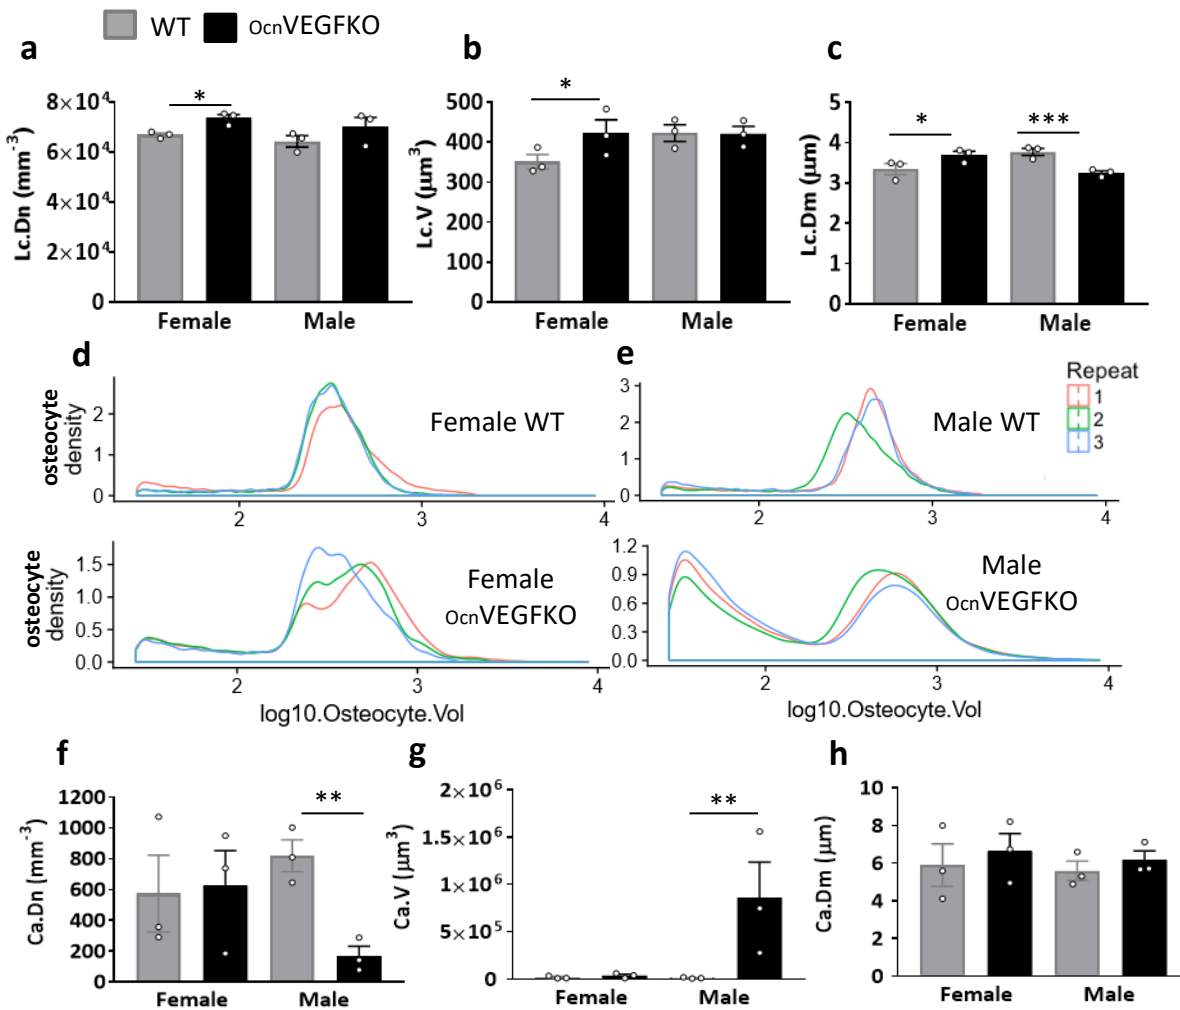 WT OcnVEGFKO
a
b
c
*
8×10⁴
6×10⁴
4×10⁴
2×10⁴
0
Lc.Dn (mm⁻³)
Female Male
*
500
400
300
200
100
0
Lc.V (μm³)
Female Male
* ***
5
4
3
2
1
0
Lc.Dm (μm)
Female Male
d
osteocyte
density
2
1
0
Female WT
2 3 4
e
3
2
1
0
Male WT
2 3 4
Repeat
1
2
3
osteocyte
density
1.5
1.0
0.5
0.0
Female
OcnVEGFKO
2 3 4
log10.Osteocyte.Vol
1.2
0.9
0.6
0.3
0.0
Male
OcnVEGFKO
2 3 4
log10.Osteocyte.Vol
f
**
1200
1000
800
600
400
200
0
Ca.Dn (mm⁻³)
Female Male
g
**
2×10⁶
1.5×10⁶
1×10⁶
5×10⁵
0
Ca.V (μm³)
Female Male
h
10
8
6
4
2
0
Ca.Dm (μm)
Female Male